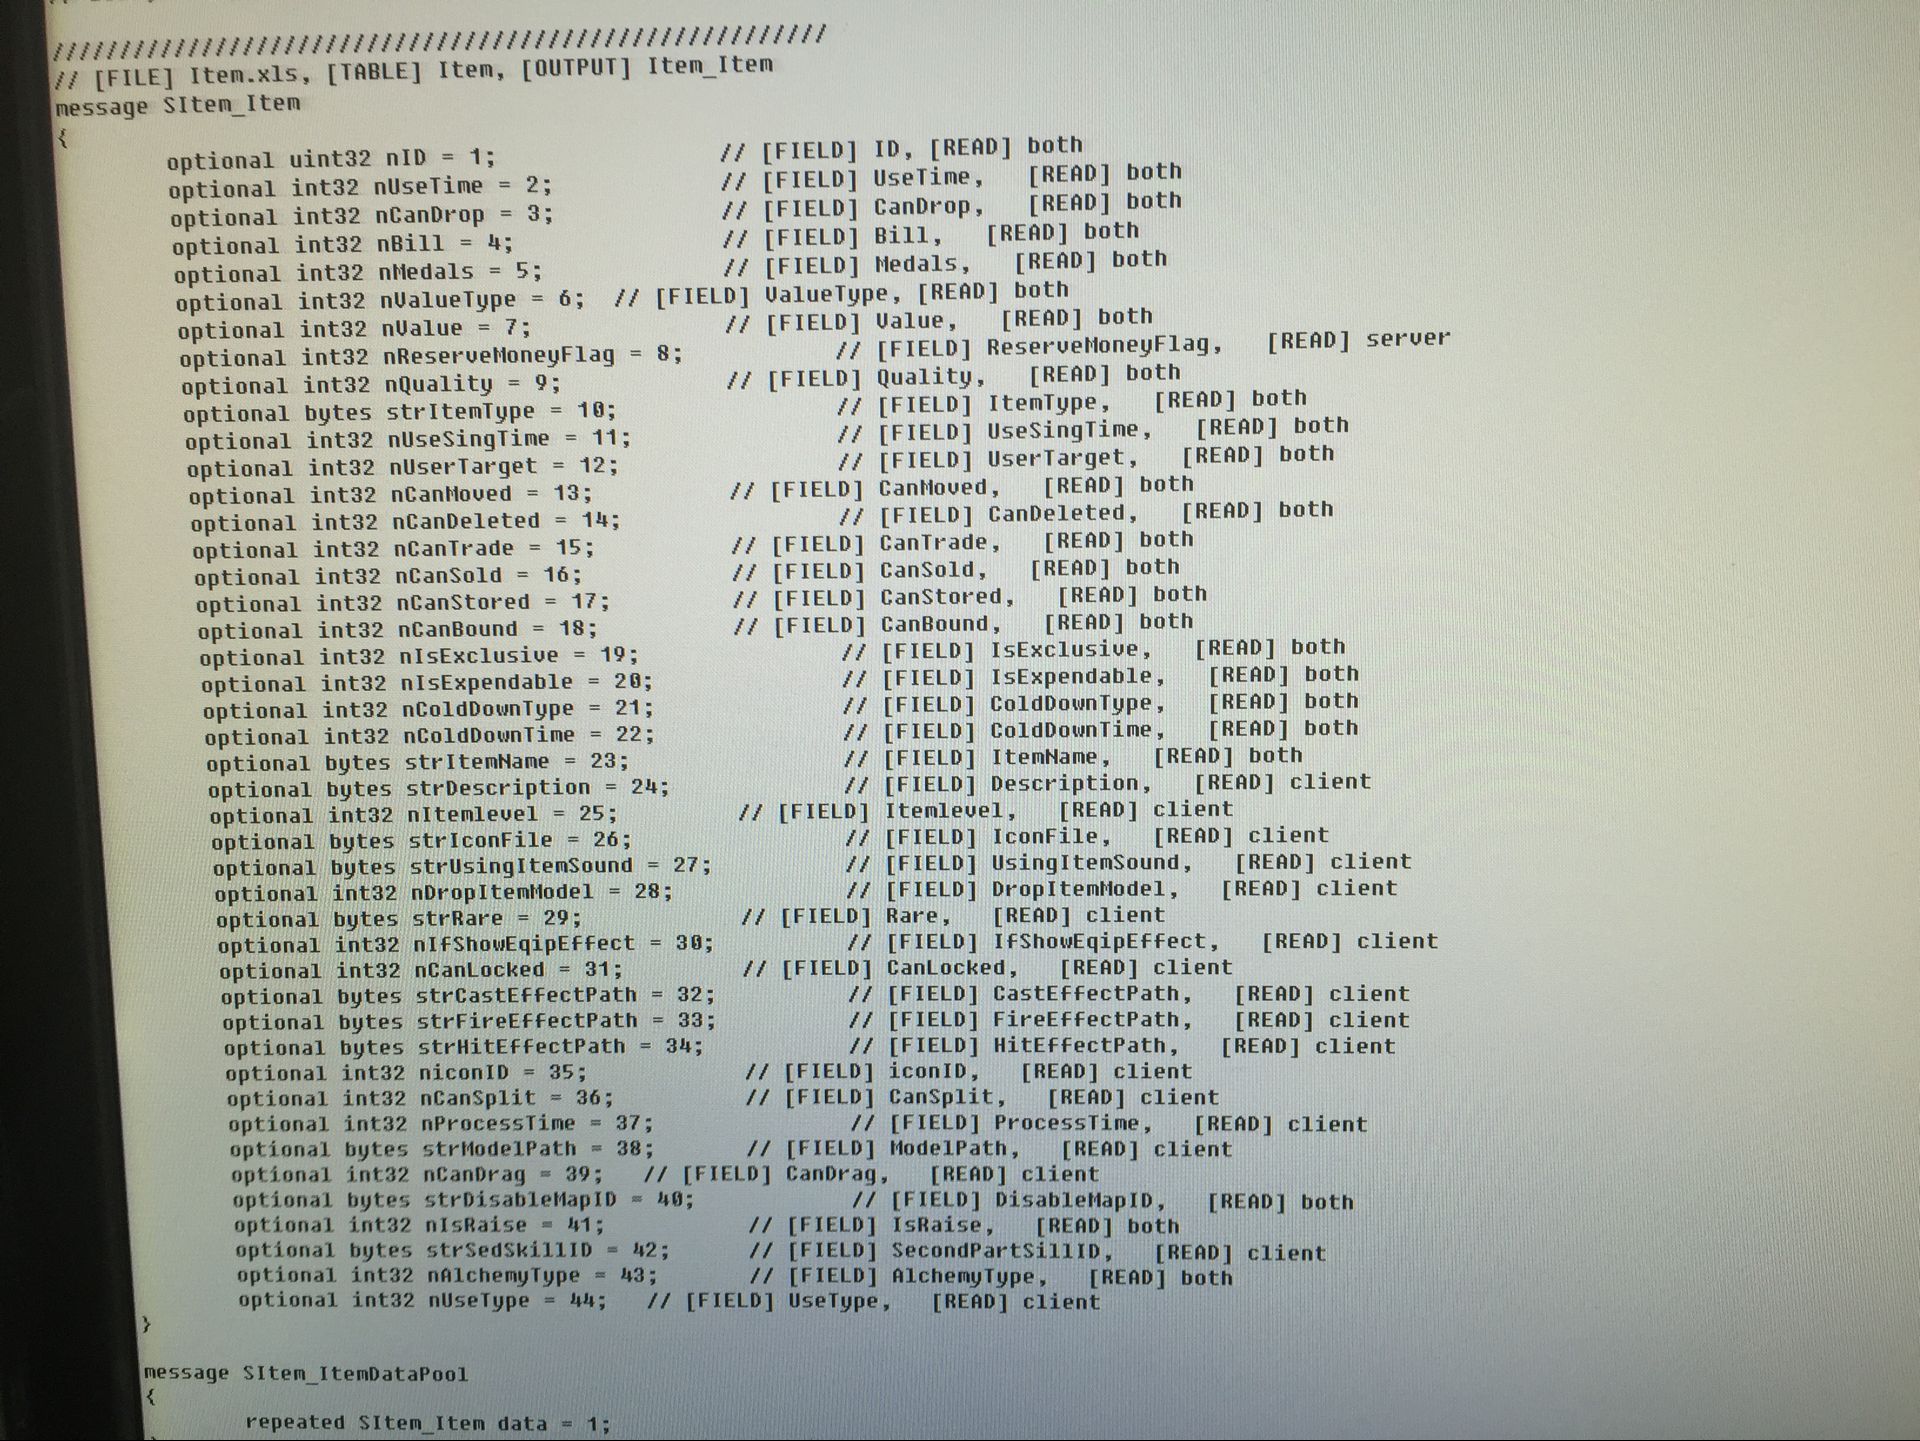 ////////////////////////////////////////////////////////
// [FILE] Item.xls, [TABLE] Item, [OUTPUT] Item_Item
message SItem_Item
{
optional uint32 nID = 1; // [FIELD] ID, [READ] both
optional int32 nUseTime = 2; // [FIELD] UseTime, [READ] both
optional int32 nCanDrop = 3; // [FIELD] CanDrop, [READ] both
optional int32 nBill = 4; // [FIELD] Bill, [READ] both
optional int32 nMedals = 5; // [FIELD] Medals, [READ] both
optional int32 nValueType = 6; // [FIELD] ValueType, [READ] both
optional int32 nValue = 7; // [FIELD] Value, [READ] both
optional int32 nReserveMoneyFlag = 8; // [FIELD] ReserveMoneyFlag, [READ] server
optional int32 nQuality = 9; // [FIELD] Quality, [READ] both
optional bytes strItemType = 10; // [FIELD] ItemType, [READ] both
optional int32 nUseSingTime = 11; // [FIELD] UseSingTime, [READ] both
optional int32 nUserTarget = 12; // [FIELD] UserTarget, [READ] both
optional int32 nCanMoved = 13; // [FIELD] CanMoved, [READ] both
optional int32 nCanDeleted = 14; // [FIELD] CanDeleted, [READ] both
optional int32 nCanTrade = 15; // [FIELD] CanTrade, [READ] both
optional int32 nCanSold = 16; // [FIELD] CanSold, [READ] both
optional int32 nCanStored = 17; // [FIELD] CanStored, [READ] both
optional int32 nCanBound = 18; // [FIELD] CanBound, [READ] both
optional int32 nIsExclusive = 19; // [FIELD] IsExclusive, [READ] both
optional int32 nIsExpendable = 20; // [FIELD] IsExpendable, [READ] both
optional int32 nColdDownType = 21; // [FIELD] ColdDownType, [READ] both
optional int32 nColdDownTime = 22; // [FIELD] ColdDownTime, [READ] both
optional bytes strItemName = 23; // [FIELD] ItemName, [READ] both
optional bytes strDescription = 24; // [FIELD] Description, [READ] client
optional int32 nItemlevel = 25; // [FIELD] Itemlevel, [READ] client
optional bytes strIconFile = 26; // [FIELD] IconFile, [READ] client
optional bytes strUsingItemSound = 27; // [FIELD] UsingItemSound, [READ] client
optional int32 nDropItemModel = 28; // [FIELD] DropItemModel, [READ] client
optional bytes strRare = 29; // [FIELD] Rare, [READ] client
optional int32 nIfShowEqipEffect = 30; // [FIELD] IfShowEqipEffect, [READ] client
optional int32 nCanLocked = 31; // [FIELD] CanLocked, [READ] client
optional bytes strCastEffectPath = 32; // [FIELD] CastEffectPath, [READ] client
optional bytes strFireEffectPath = 33; // [FIELD] FireEffectPath, [READ] client
optional bytes strHitEffectPath = 34; // [FIELD] HitEffectPath, [READ] client
optional int32 niconID = 35; // [FIELD] iconID, [READ] client
optional int32 nCanSplit = 36; // [FIELD] CanSplit, [READ] client
optional int32 nProcessTime = 37; // [FIELD] ProcessTime, [READ] client
optional bytes strModelPath = 38; // [FIELD] ModelPath, [READ] client
optional int32 nCanDrag = 39; // [FIELD] CanDrag, [READ] client
optional bytes strDisableMapID = 40; // [FIELD] DisableMapID, [READ] both
optional int32 nIsRaise = 41; // [FIELD] IsRaise, [READ] both
optional bytes strSedSkillID = 42; // [FIELD] SecondPartSillID, [READ] client
optional int32 nAlchemyType = 43; // [FIELD] AlchemyType, [READ] both
optional int32 nUseType = 44; // [FIELD] UseType, [READ] client
}
message SItem_ItemDataPool
{
repeated SItem_Item data = 1;